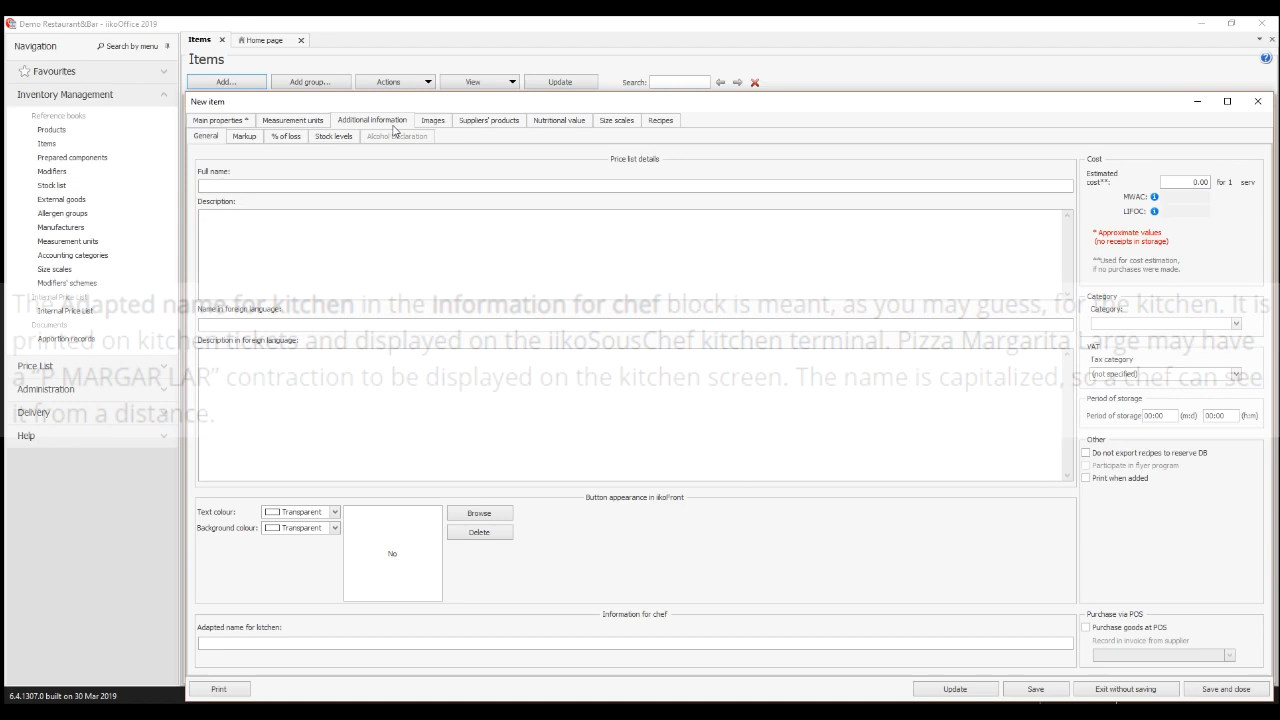 Demo Restaurant&Bar - iikoOffice 2019
Navigation
Search by menu
Items
Home page
Favourites
Inventory Management
Reference books
Products
Items
Prepared components
Modifiers
Stock list
External goods
Allergen groups
Manufacturers
Measurement units
Accounting categories
Size scales
Modifiers' schemes
Internal Price List
Internal Price List
Documents
Apportion records
Price List
Administration
Delivery
Help
6.4.1307.0 built on 30 Mar 2019
Items
Add...
Add group...
Actions
View
Update
Search:
New item
Main properties *
Measurement units
Additional information
Images
Suppliers' products
Nutritional value
Size scales
Recipes
General
Markup
% of loss
Stock levels
Alcohol declaration
Price list details
Full name:
Description:
Name in foreign language:
Description in foreign language:
The Adapted name for kitchen in the Information for chef block is meant, as you may guess, for the kitchen. It is
printed on kitchen tickets and displayed on the iikoSousChef kitchen terminal. Pizza Margarita Large may have
a "P MARGAR LAR" contraction to be displayed on the kitchen screen. The name is capitalized, so a chef can see
it from a distance.
Button appearance in iikoFront
Text colour:
Transparent
Background colour:
Transparent
No
Browse
Delete
Information for chef
Adapted name for kitchen:
Cost
Estimated
cost**:
0.00
for 1
serv
MWAC:
LIFOC:
* Approximate values
(no receipts in storage)
**Used for cost estimation,
if no purchases were made.
Category
Category:
VAT
Tax category
(not specified)
Period of storage
Period of storage
00:00
(m:d)
00:00
(h:m)
Other
Do not export recipes to reserve DB
Participate in flyer program
Print when added
Purchase via POS
Purchase goods at POS
Record in invoice from supplier
Print
Update
Save
Exit without saving
Save and close